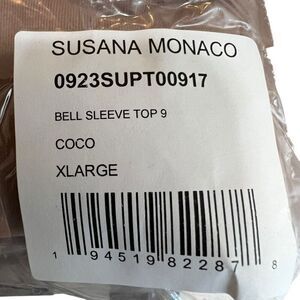 SUSANA MONACO
0923SUPT00917
BELL SLEEVE TOP 9
COCO
XLARGE
1 94519 82287 8